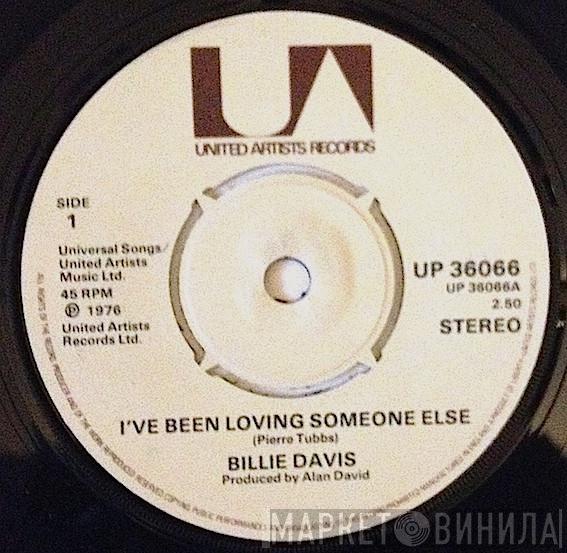 UA
UNITED ARTISTS RECORDS
SIDE
1
Universal Songs/
United Artists
Music Ltd.
45 RPM
℗ 1976
United Artists
Records Ltd.
UP 36066
UP 36066A
2.50
STEREO
I'VE BEEN LOVING SOMEONE ELSE
(Pierre Tubbs)
BILLIE DAVIS
Produced by Alan David
МАРКЕТ ВИНИЛА